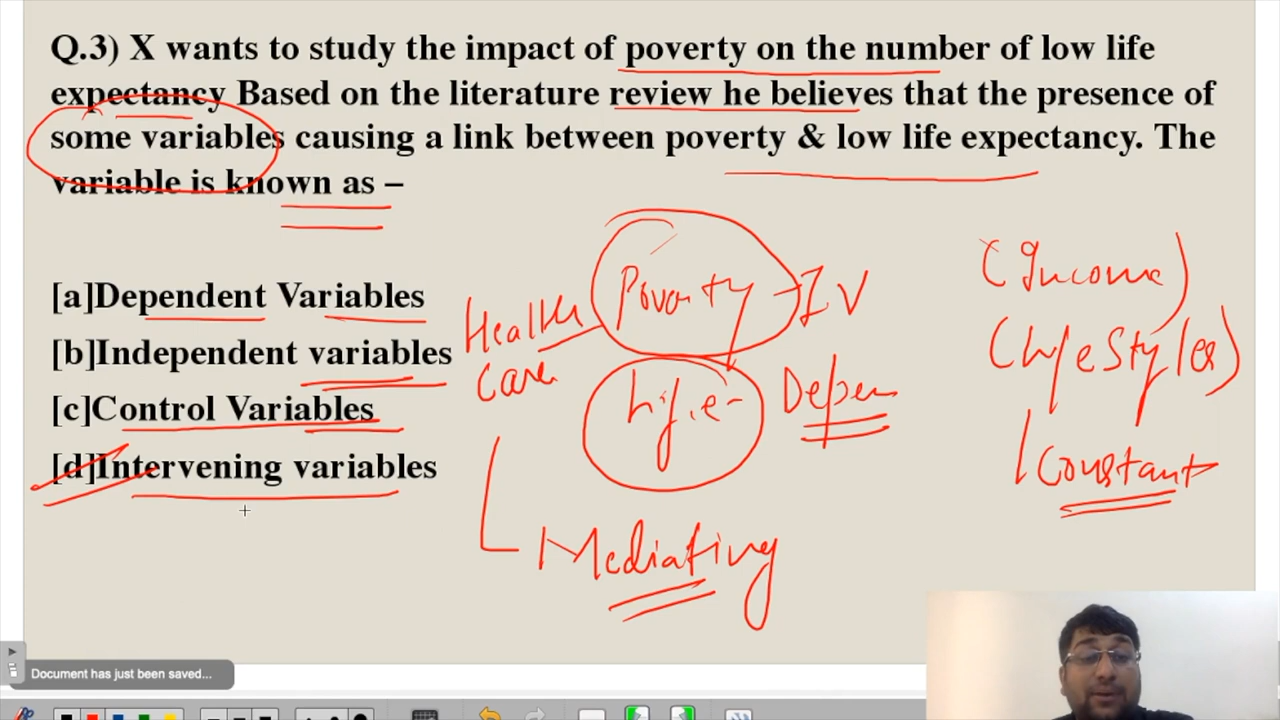 Q.3) X wants to study the impact of poverty on the number of low life
expectancy Based on the literature review he believes that the presence of
some variables causing a link between poverty & low life expectancy. The
variable is known as –
[a]Dependent Variables
[b]Independent variables
[c]Control Variables
[d]Intervening variables
Health
care
Poverty - IV
Life.e-
Depen
Mediating
(Income)
(LifeStyles)
Constant
Document has just been saved...